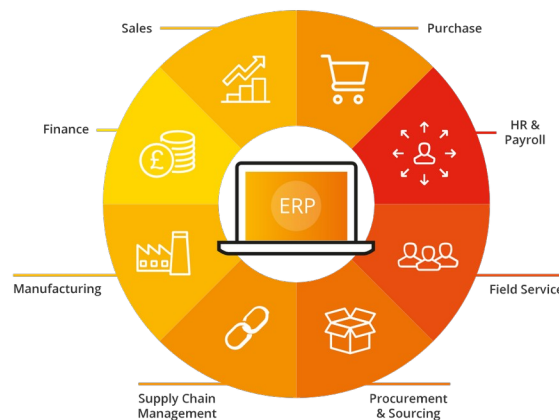 Sales
Purchase
Finance
HR &
Payroll
£
ERP
Manufacturing
Field Service
Supply Chain
Management
Procurement
& Sourcing